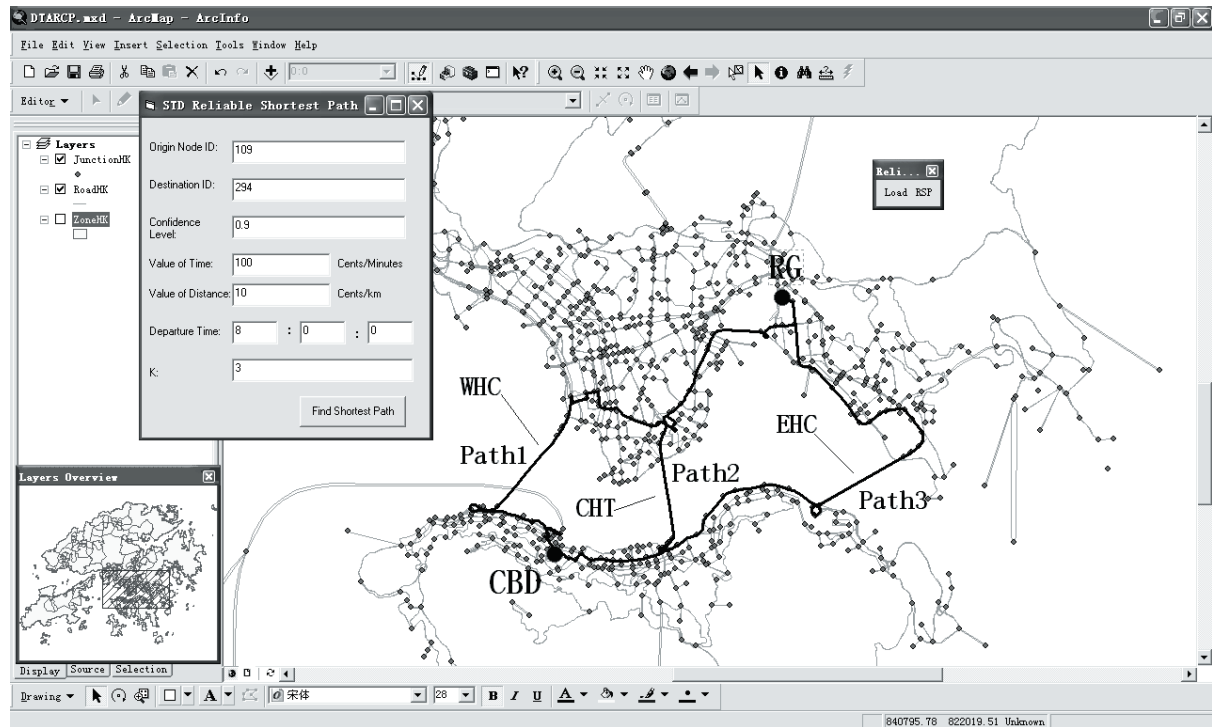 DTARCP.mxd - ArcMap - ArcInfo
File Edit View Insert Selection Tools Window Help
0:0
Editor
STD Reliable Shortest Path
Origin Node ID: 109
Destination ID: 294
Confidence Level: 0.9
Value of Time: 100 Cents/Minutes
Value of Distance: 10 Cents/km
Departure Time: 8 : 0 : 0
K: 3
Find Shortest Path
Layers
JunctionHK
RoadHK
ZoneHK
Reli...
Load RSP
RG
WHC
EHC
Path1
Path2
CHT
Path3
CBD
Layers Overview
Display Source Selection
Drawing A 宋体 28 B I U A
840795.78 822019.51 Unknown